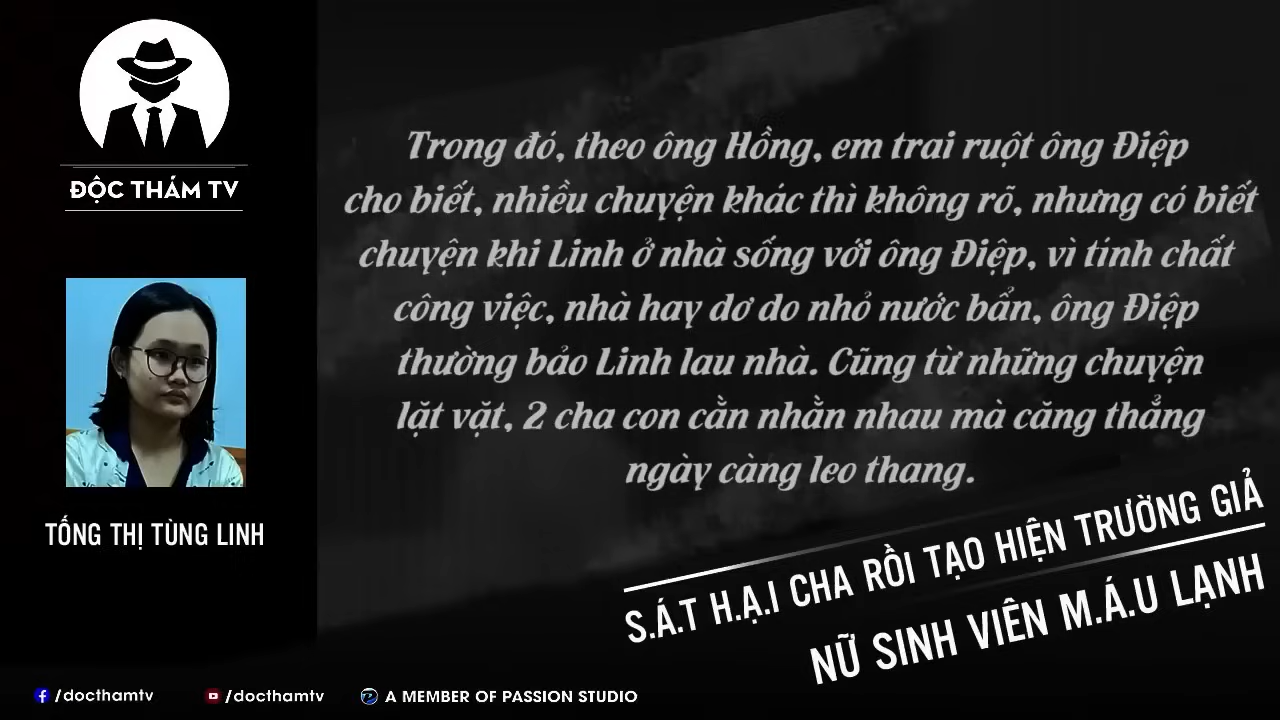 ĐỘC THÁM TV
TỐNG THỊ TÙNG LINH
Trong đó, theo ông Hồng, em trai ruột ông Điệp
cho biết, nhiều chuyện khác thì không rõ, nhưng có biết
chuyện khi Linh ở nhà sống với ông Điệp, vì tính chất
công việc, nhà hay dơ do nhỏ nước bẩn, ông Điệp
thường bảo Linh lau nhà. Cũng từ những chuyện
lặt vặt, 2 cha con cằn nhằn nhau mà căng thẳng
ngày càng leo thang.
S.Á.T H.Ạ.I CHA RỒI TẠO HIỆN TRƯỜNG GIẢ
NỮ SINH VIÊN M.Á.U LẠNH
/docthamtv
/docthamtv
A MEMBER OF PASSION STUDIO